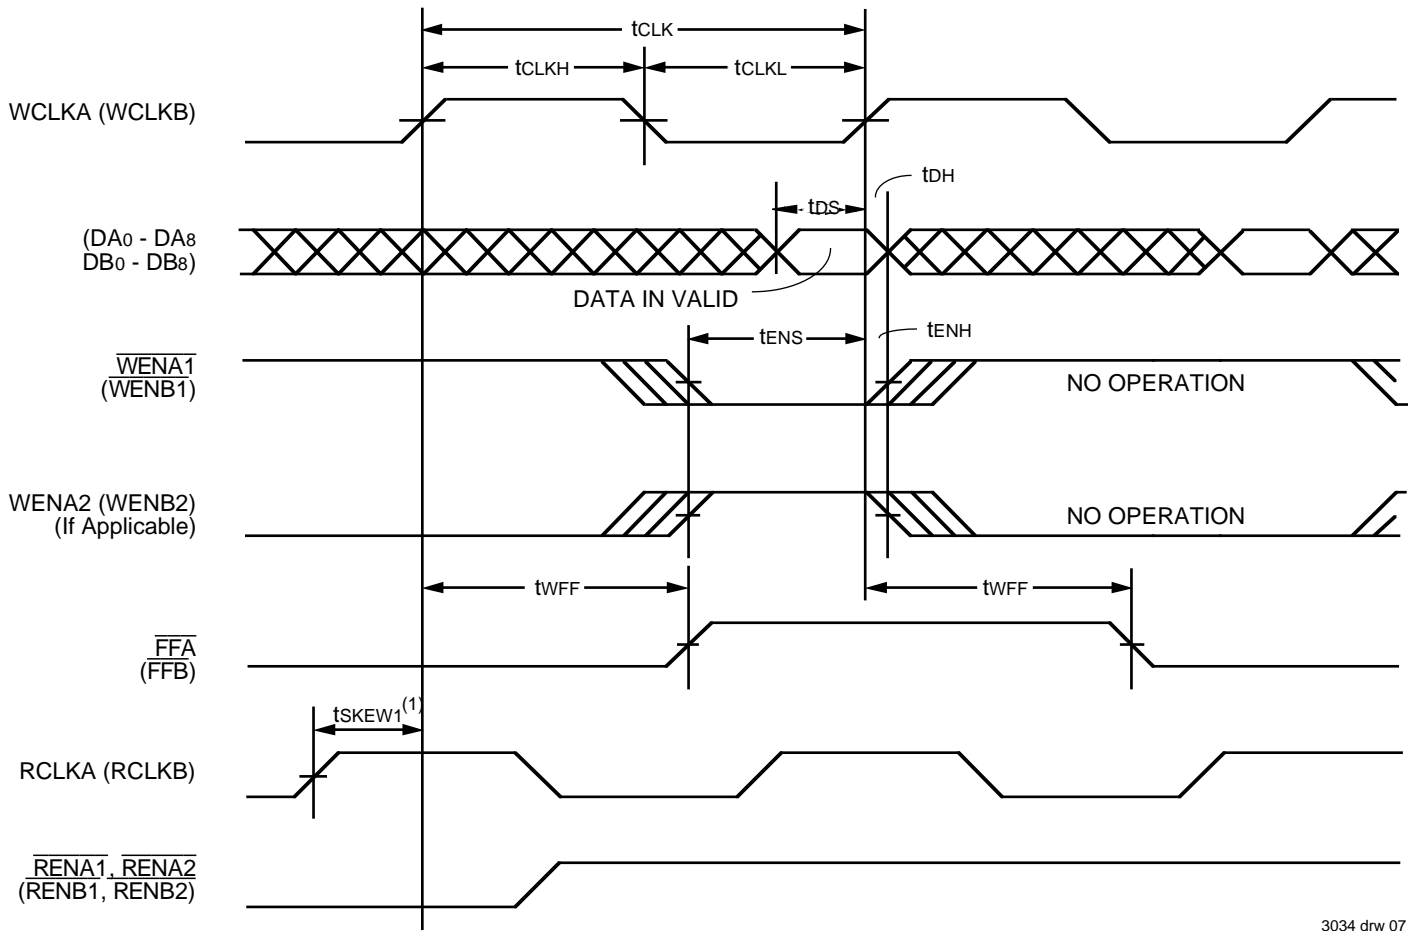 tCLK
tCLKH
tCLKL
WCLKA (WCLKB)
tDH
tDS
(DA0 - DA8
DB0 - DB8)
DATA IN VALID
tENS
tENH
WENA1
(WENB1)
NO OPERATION
WENA2 (WENB2)
(If Applicable)
NO OPERATION
tWFF
tWFF
FFA
(FFB)
tSKEW1(1)
RCLKA (RCLKB)
RENA1, RENA2
(RENB1, RENB2)
3034 drw 07